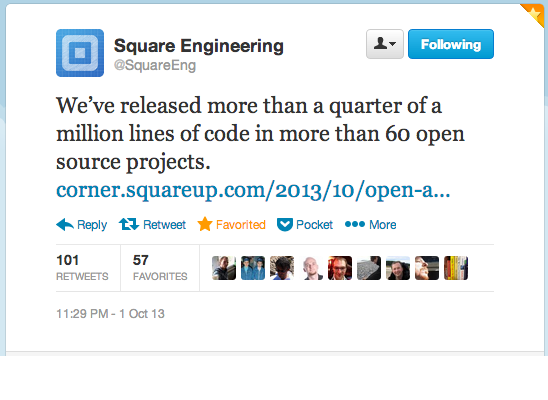 Square Engineering
@SquareEng
Following
We’ve released more than a quarter of a
million lines of code in more than 60 open
source projects.
corner.squareup.com/2013/10/open-a...
Reply Retweet Favorited Pocket More
101 57
RETWEETS FAVORITES
11:29 PM - 1 Oct 13